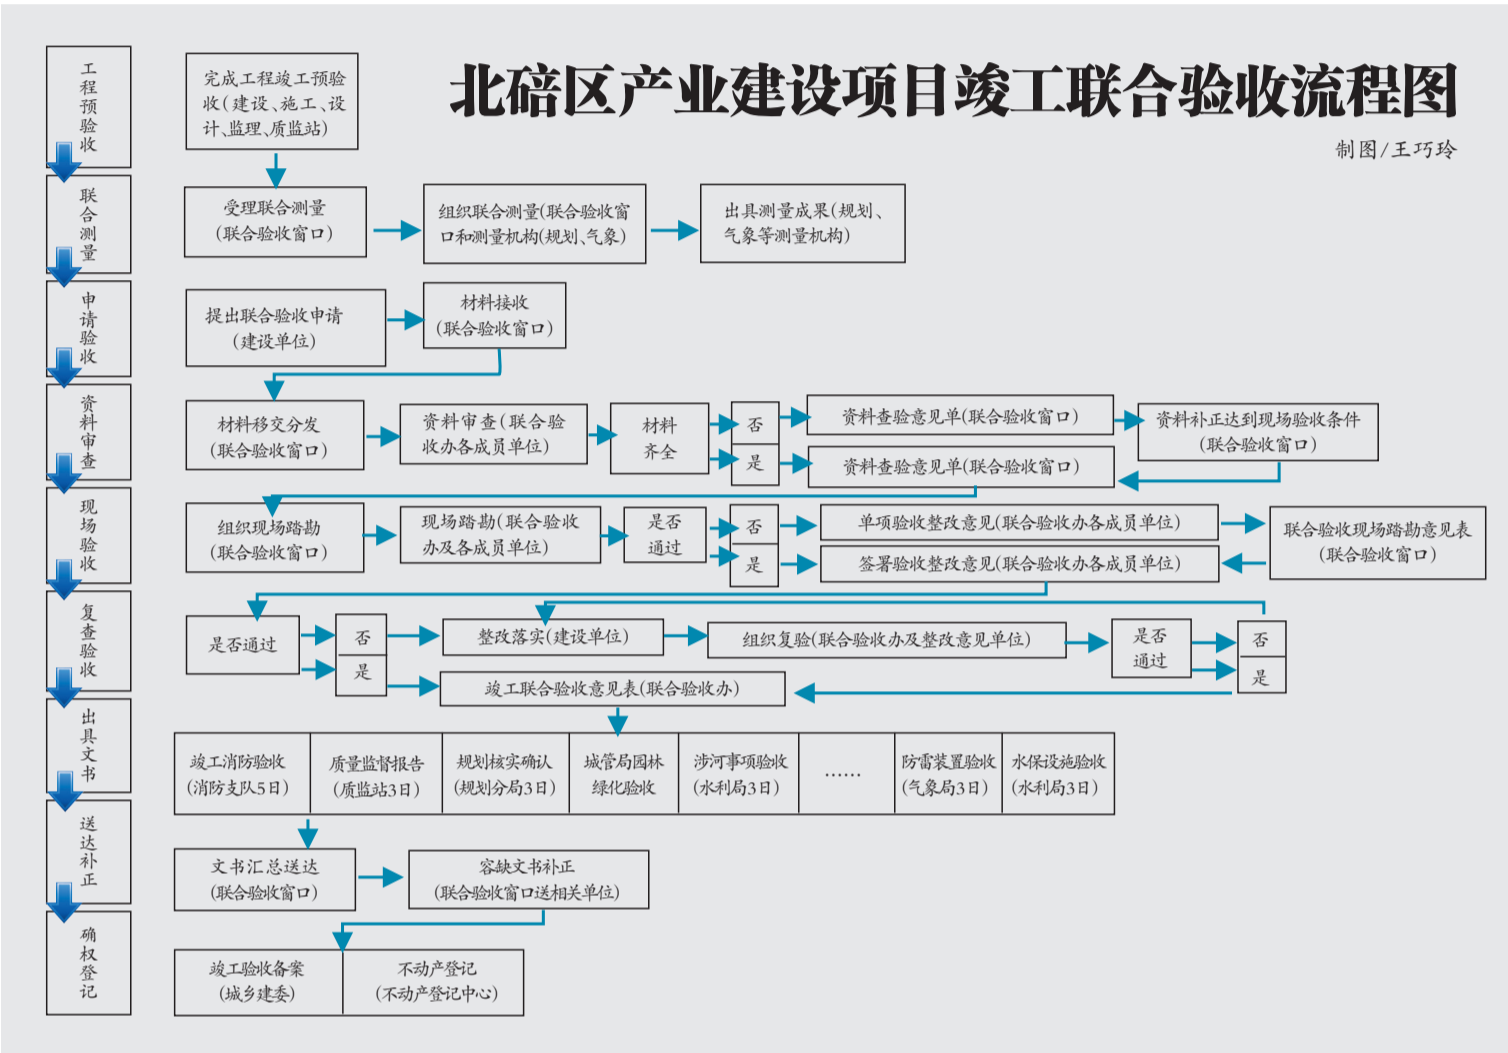 北碚区产业建设项目竣工联合验收流程图
制图/王巧玲
工程预验收
完成工程竣工预验
收(建设、施工、设
计、监理、质监站)
联合测量
受理联合测量
(联合验收窗口)
组织联合测量(联合验收窗
口和测量机构(规划、气象)
出具测量成果(规划、
气象等测量机构)
申请验收
提出联合验收申请
(建设单位)
材料接收
(联合验收窗口)
资料审查
材料移交分发
(联合验收窗口)
资料审查(联合验
收办各成员单位)
材料
齐全
否
是
资料查验意见单(联合验收窗口)
资料查验意见单(联合验收窗口)
资料补正达到现场验收条件
(联合验收窗口)
现场验收
组织现场踏勘
(联合验收窗口)
现场踏勘(联合验收
办及各成员单位)
是否
通过
否
是
单项验收整改意见(联合验收办各成员单位)
签署验收整改意见(联合验收办各成员单位)
联合验收现场踏勘意见表
(联合验收窗口)
复查验收
是否通过
否
是
整改落实(建设单位)
组织复验(联合验收办及整改意见单位)
是否
通过
否
是
竣工联合验收意见表(联合验收办)
出具文书
竣工消防验收
(消防支队5日)
质量监督报告
(质监站3日)
规划核实确认
(规划分局3日)
城管局园林
绿化验收
涉河事项验收
(水利局3日)
……
防雷装置验收
(气象局3日)
水保设施验收
(水利局3日)
送达补正
文书汇总送达
(联合验收窗口)
容缺文书补正
(联合验收窗口送相关单位)
确权登记
竣工验收备案
(城乡建委)
不动产登记
(不动产登记中心)